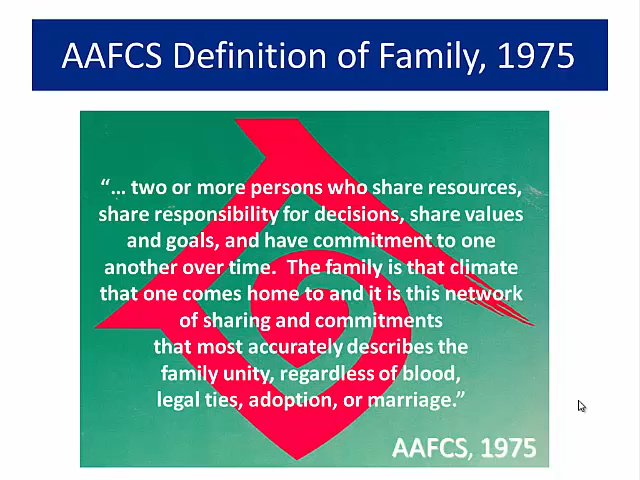 AAFCS Definition of Family, 1975
“… two or more persons who share resources,
share responsibility for decisions, share values
and goals, and have commitment to one
another over time.  The family is that climate
that one comes home to and it is this network
of sharing and commitments
that most accurately describes the
family unity, regardless of blood,
legal ties, adoption, or marriage.”
AAFCS, 1975